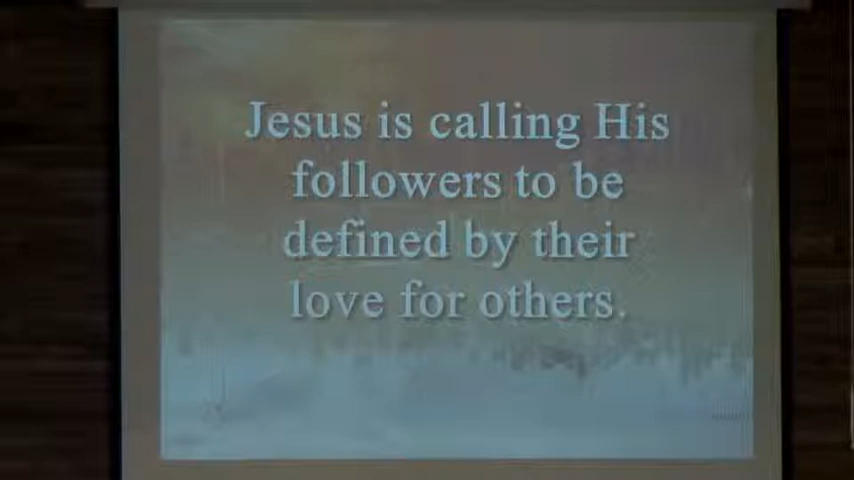 Jesus is calling His
followers to be
defined by their
love for others.